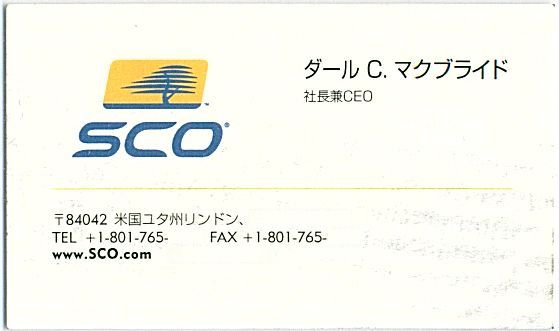 SCO
ダール C. マクブライド
社長兼CEO
〒84042 米国ユタ州リンドン、
TEL +1-801-765- FAX +1-801-765-
www.SCO.com